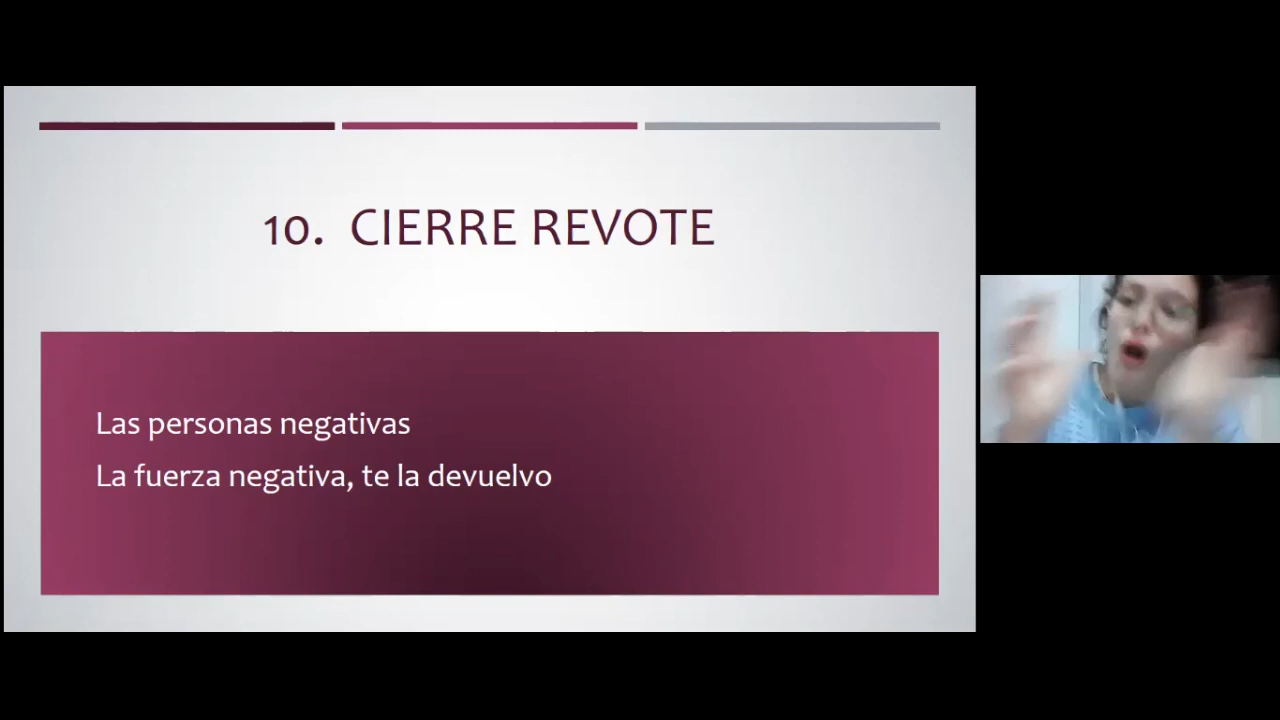 10. CIERRE REVOTE
Las personas negativas
La fuerza negativa, te la devuelvo